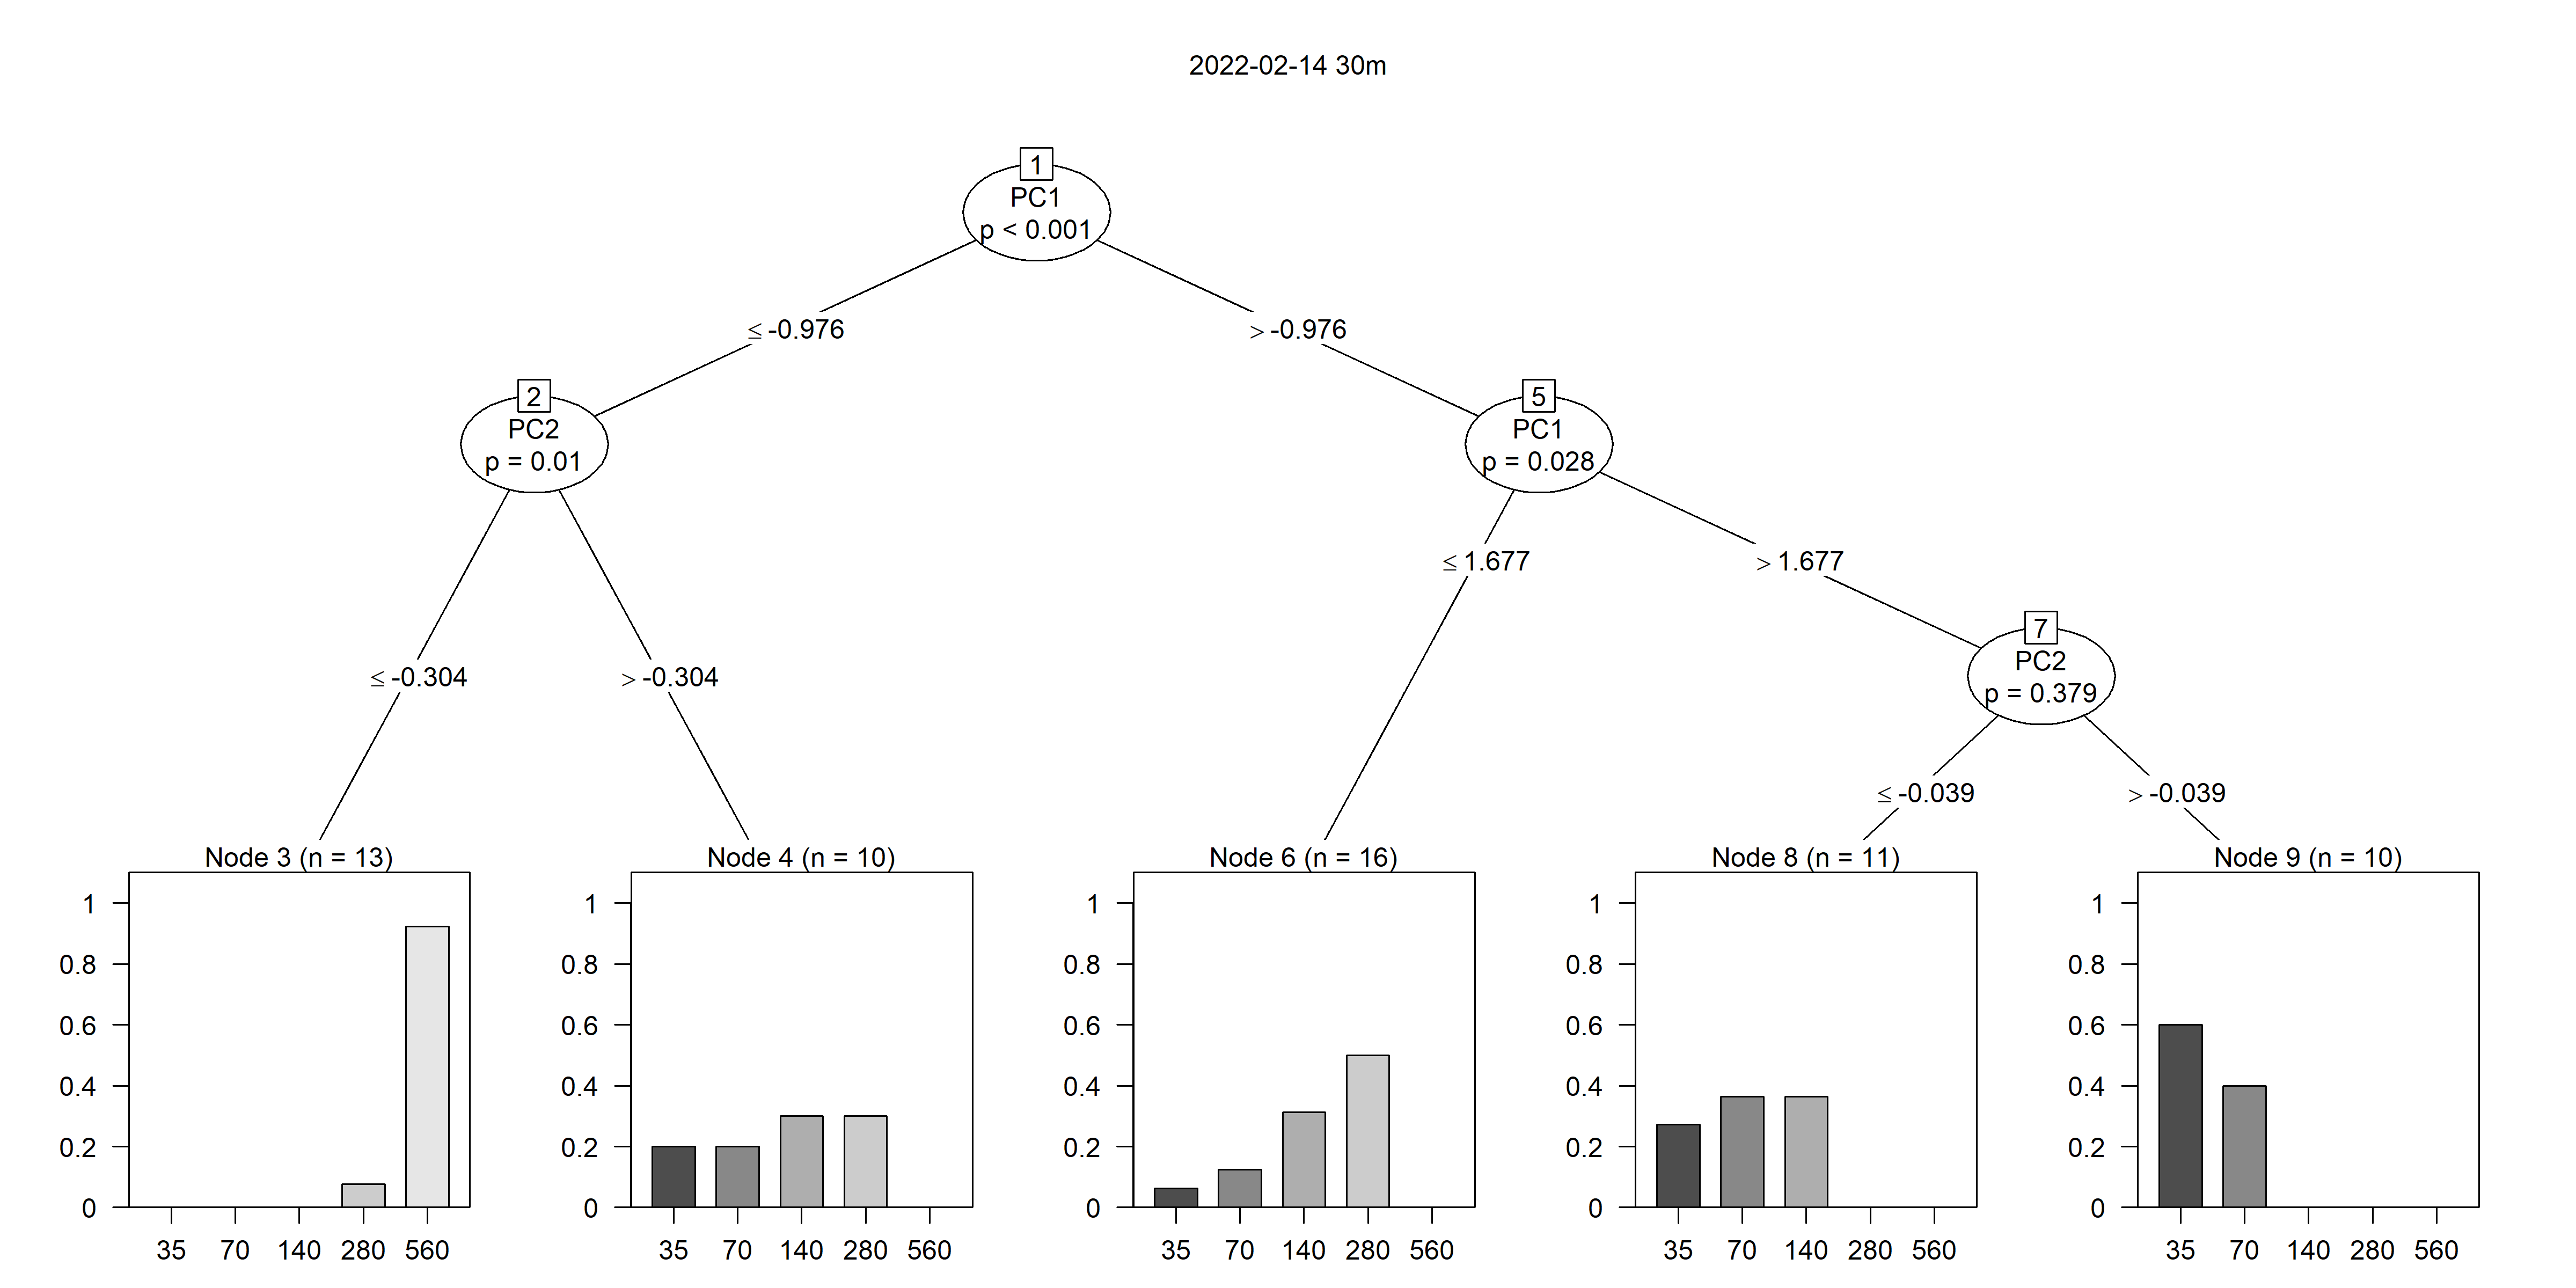 2022-02-14 30m
1
PC1
p < 0.001
≤ -0.976
> -0.976
2
PC2
p = 0.01
5
PC1
p = 0.028
≤ 1.677
> 1.677
≤ -0.304
> -0.304
7
PC2
p = 0.379
≤ -0.039
> -0.039
Node 3 (n = 13)
1
0.8
0.6
0.4
0.2
0
35 70 140 280 560
Node 4 (n = 10)
1
0.8
0.6
0.4
0.2
0
35 70 140 280 560
Node 6 (n = 16)
1
0.8
0.6
0.4
0.2
0
35 70 140 280 560
Node 8 (n = 11)
1
0.8
0.6
0.4
0.2
0
35 70 140 280 560
Node 9 (n = 10)
1
0.8
0.6
0.4
0.2
0
35 70 140 280 560